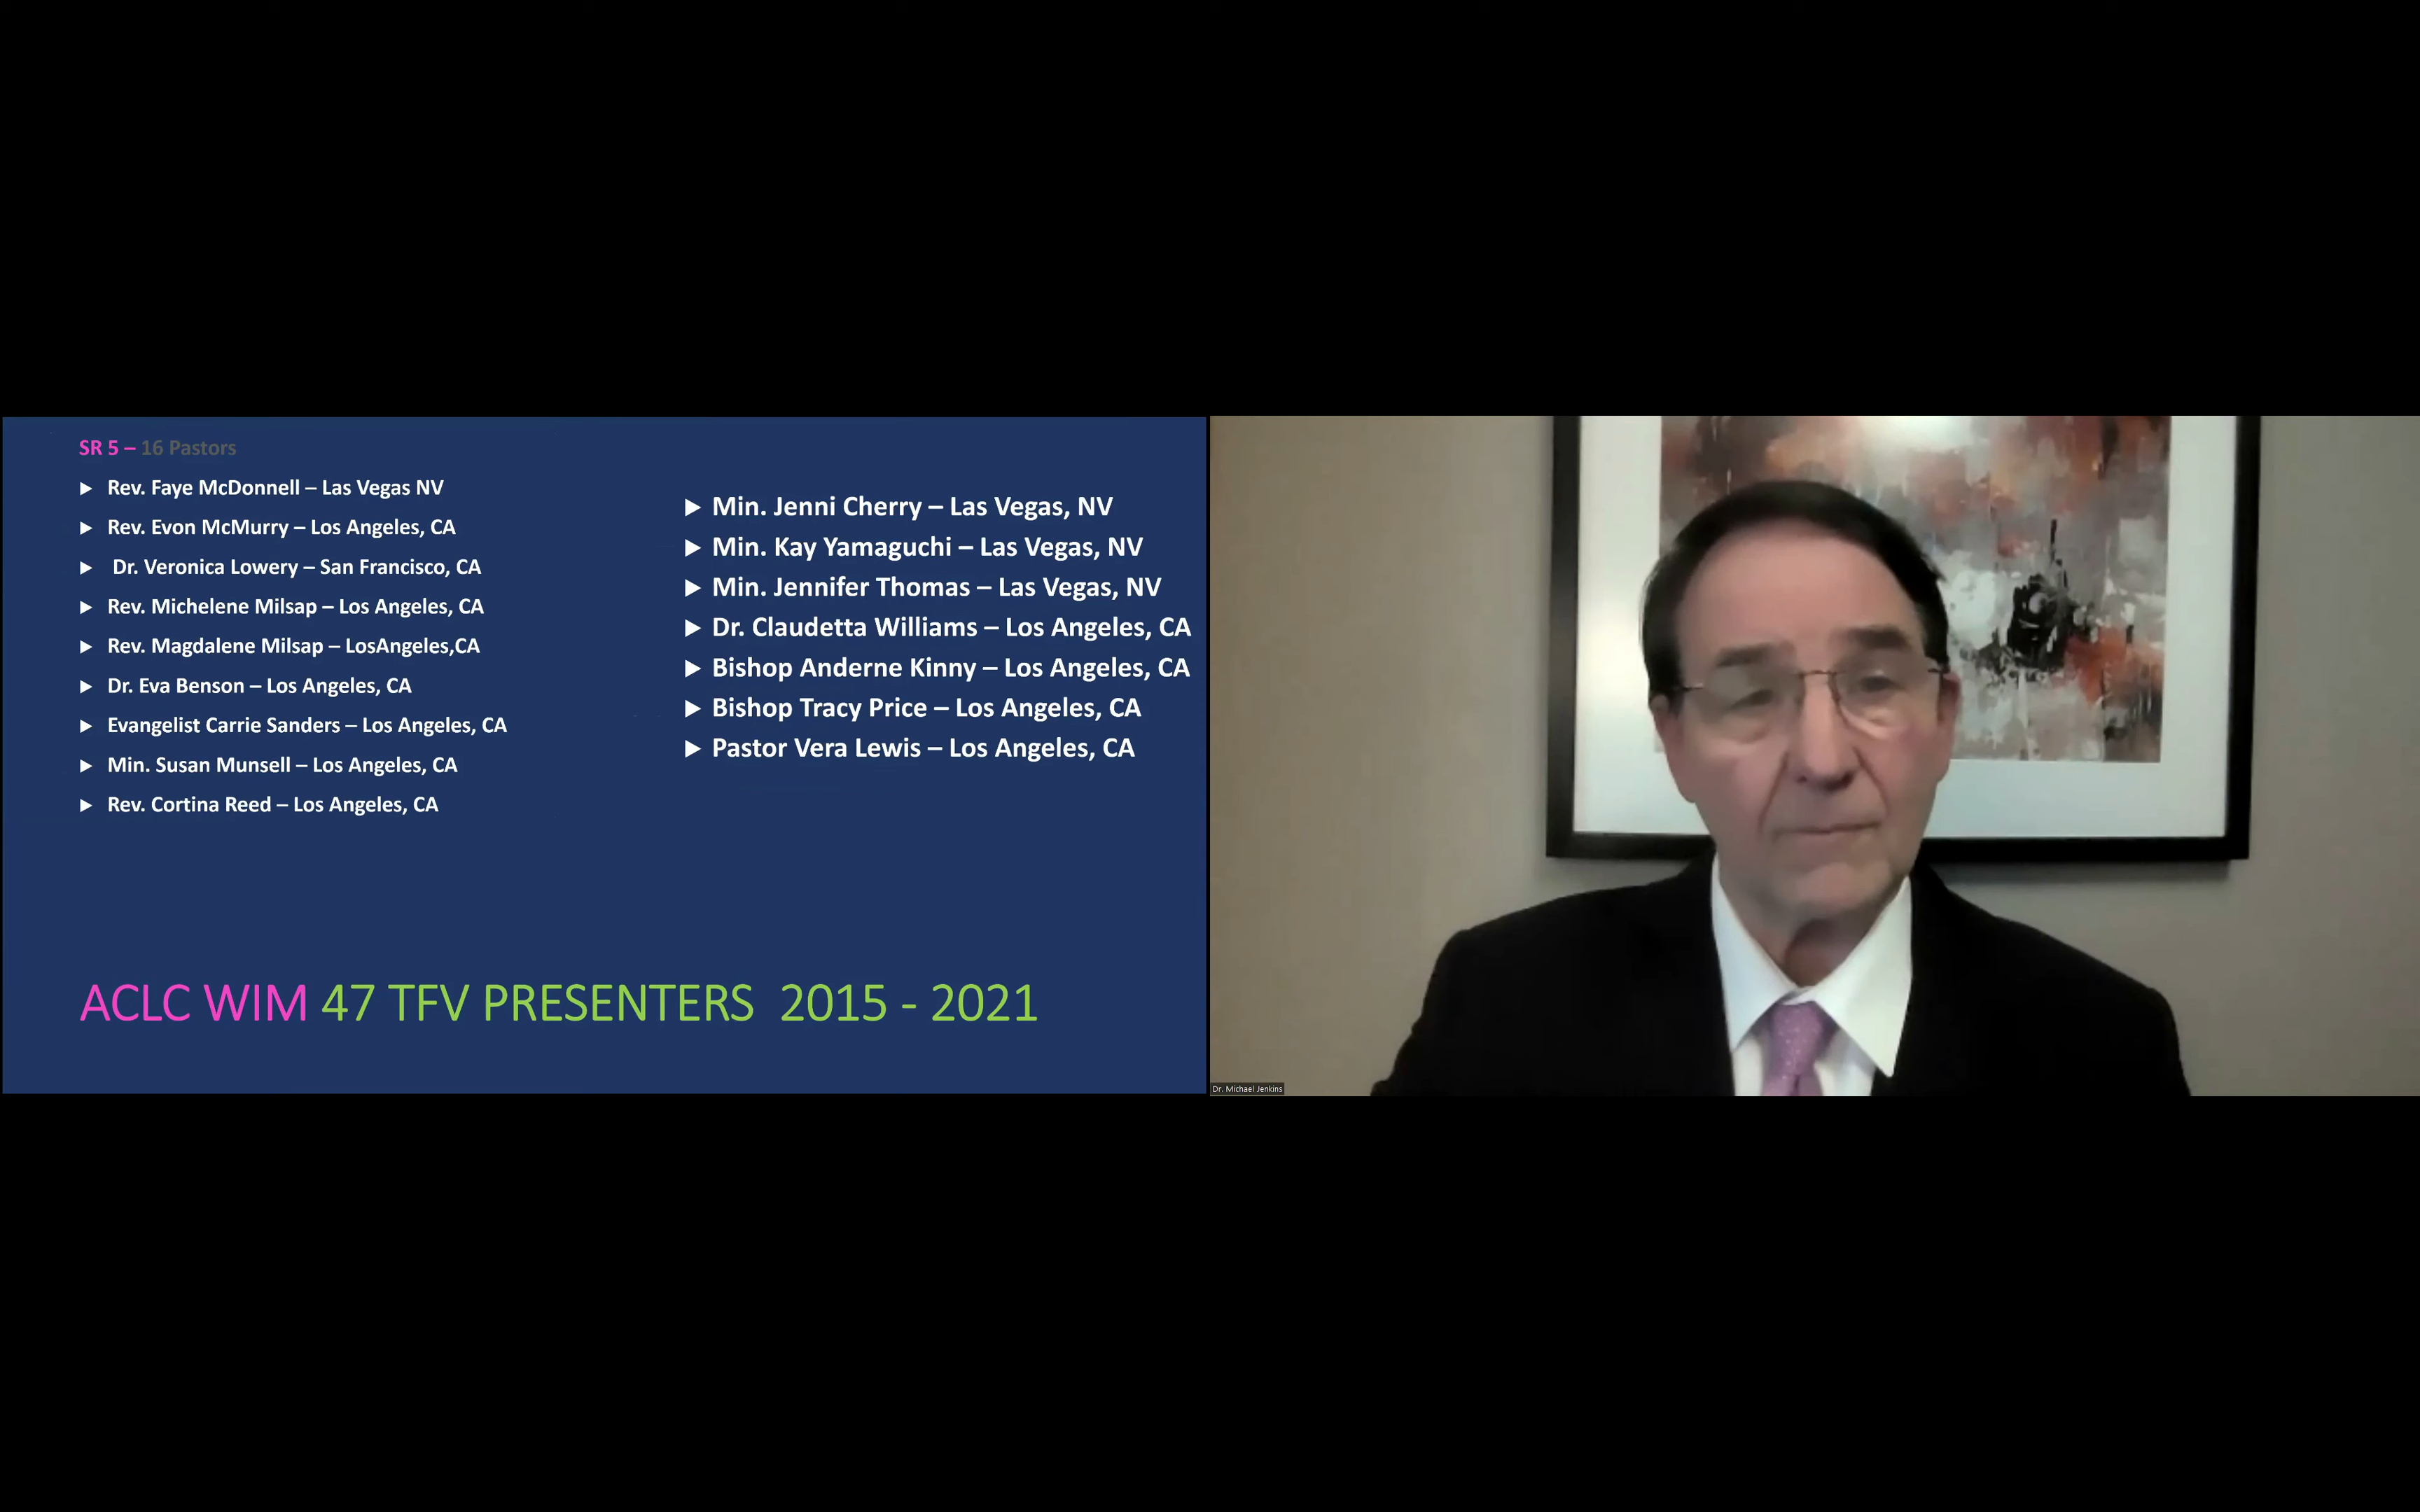 SR 5 – 16 Pastors
► Rev. Faye McDonnell – Las Vegas NV
► Rev. Evon McMurry – Los Angeles, CA
► Dr. Veronica Lowery – San Francisco, CA
► Rev. Michelene Milsap – Los Angeles, CA
► Rev. Magdalene Milsap – LosAngeles,CA
► Dr. Eva Benson – Los Angeles, CA
► Evangelist Carrie Sanders – Los Angeles, CA
► Min. Susan Munsell – Los Angeles, CA
► Rev. Cortina Reed – Los Angeles, CA
► Min. Jenni Cherry – Las Vegas, NV
► Min. Kay Yamaguchi – Las Vegas, NV
► Min. Jennifer Thomas – Las Vegas, NV
► Dr. Claudetta Williams – Los Angeles, CA
► Bishop Anderne Kinny – Los Angeles, CA
► Bishop Tracy Price – Los Angeles, CA
► Pastor Vera Lewis – Los Angeles, CA
ACLC WIM 47 TFV PRESENTERS 2015 - 2021
Dr. Michael Jenkins